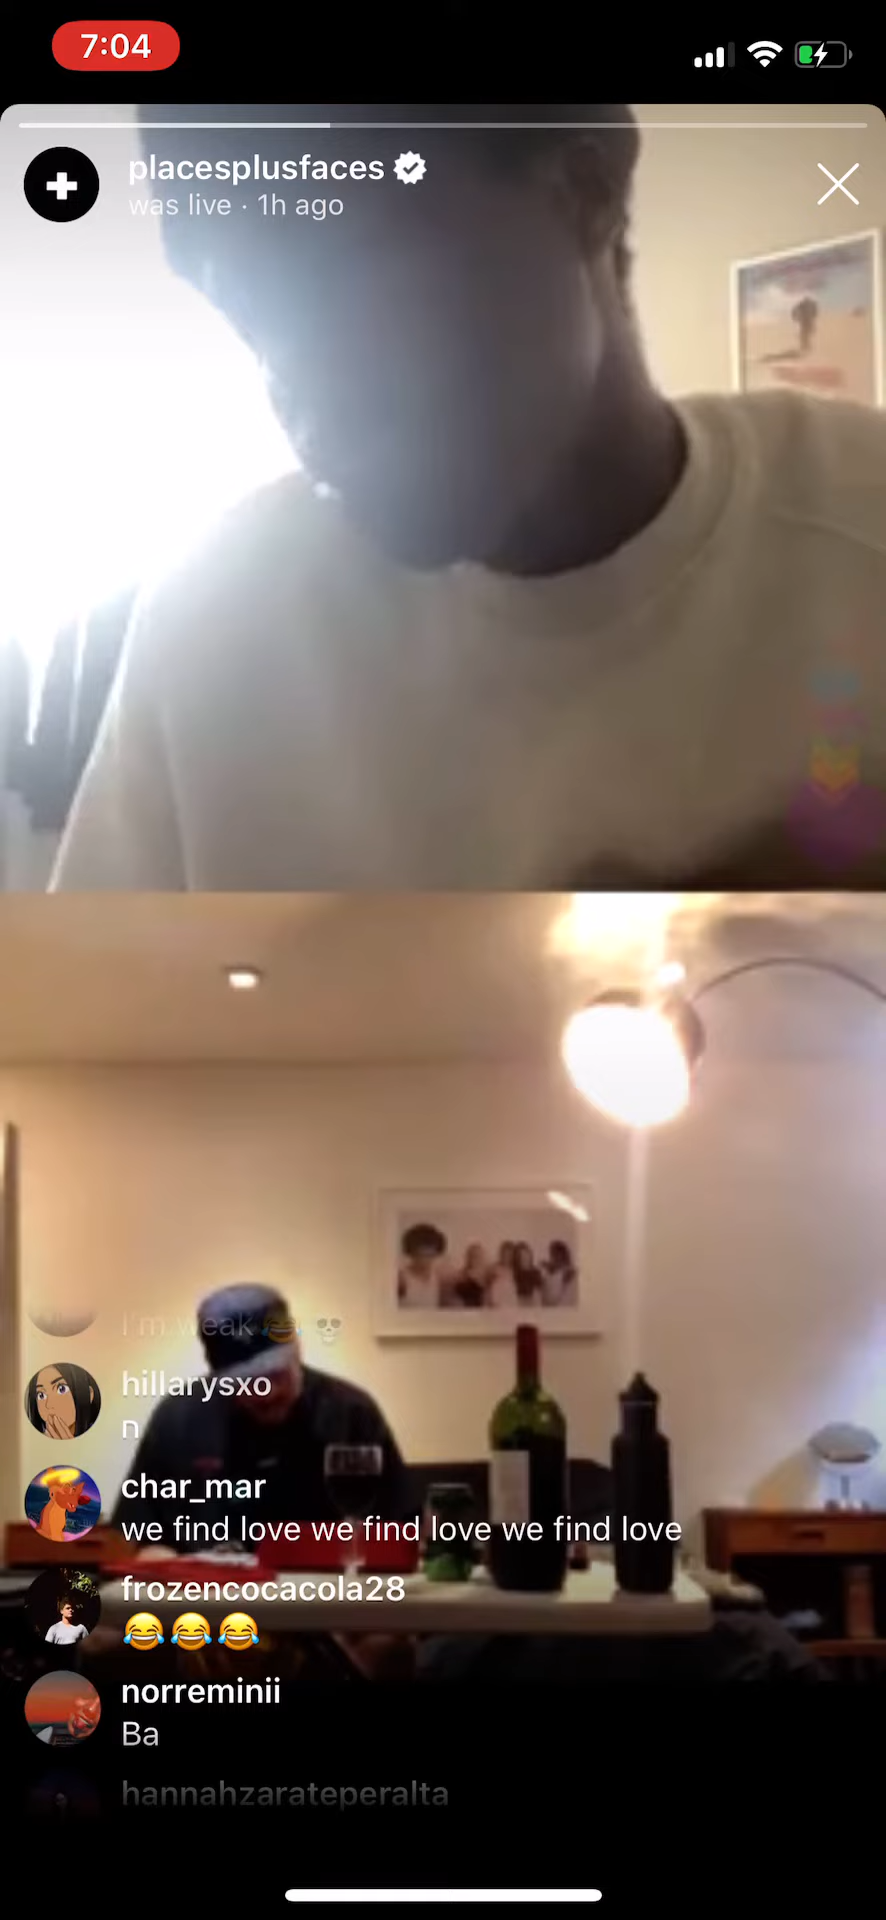 7:04
placesplusfaces
was live · 1h ago
I'm weak 😂 💀
hillarysxo
n
char_mar
we find love we find love we find love
frozencocacola28
😂😂😂
norreminii
Ba
hannahzarateperalta